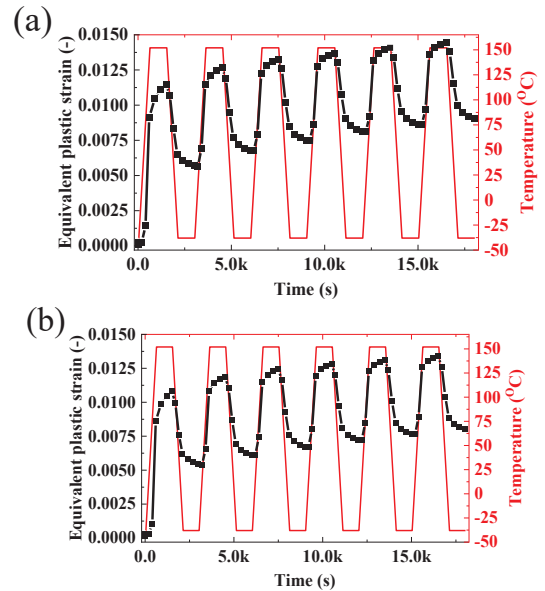 (a)
Equivalent plastic strain (-)
0.0150
0.0125
0.0100
0.0075
0.0050
0.0025
0.0000
0.0
5.0k
10.0k
15.0k
Time (s)
150
125
100
75
50
25
0
-25
-50
Temperature (°C)
(b)
Equivalent plastic strain (-)
0.0150
0.0125
0.0100
0.0075
0.0050
0.0025
0.0000
0.0
5.0k
10.0k
15.0k
Time (s)
150
125
100
75
50
25
0
-25
-50
Temperature (°C)